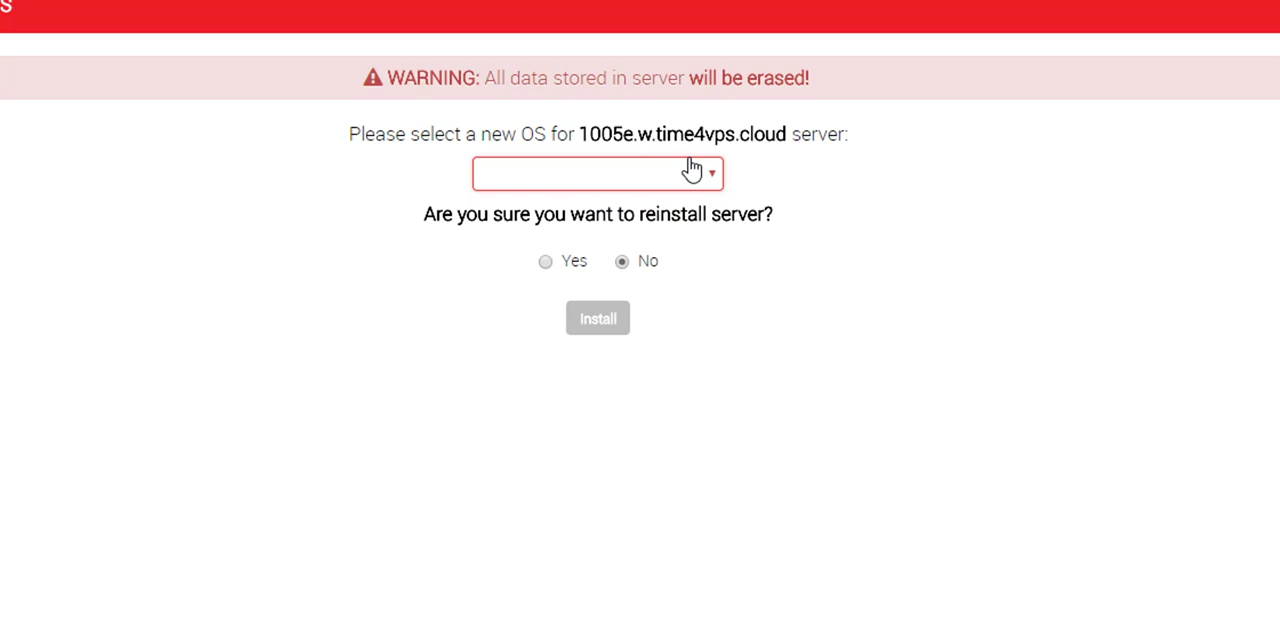 S
WARNING: All data stored in server will be erased!
Please select a new OS for 1005e.w.time4vps.cloud server:
Are you sure you want to reinstall server?
Yes No
Install